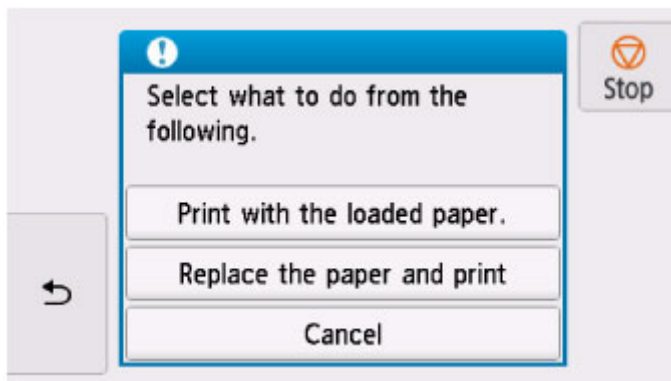 Select what to do from the
following.
Stop
Print with the loaded paper.
Replace the paper and print
Cancel